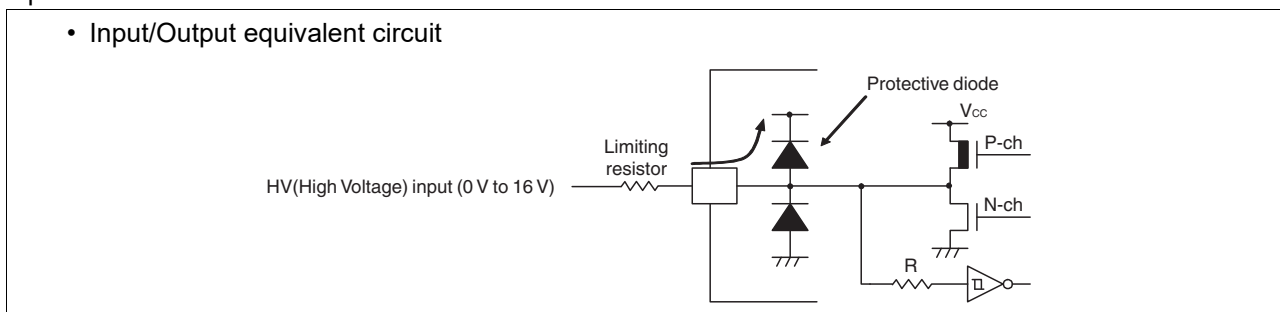 • Input/Output equivalent circuit
Protective diode
Vcc
P-ch
Limiting
resistor
HV(High Voltage) input (0 V to 16 V)
N-ch
R